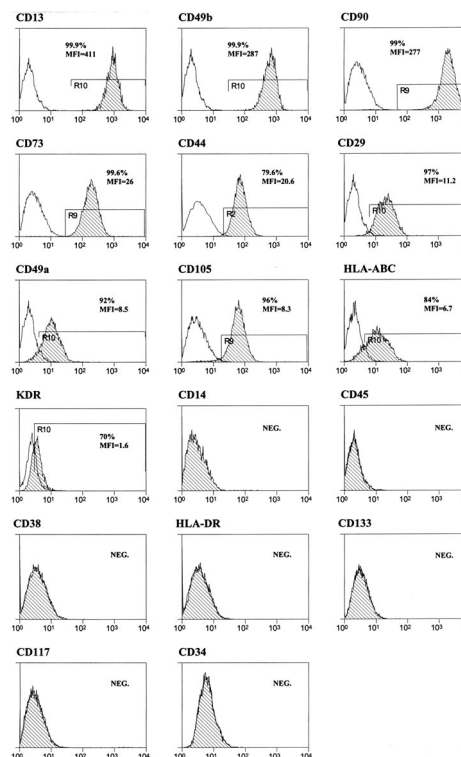 CD13 CD49b CD90
99.9% 99.9% 99%
MFI=411 MFI=287 MFI=277
R10 R10 R9
10⁰ 10¹ 10² 10³ 10⁴ 10⁰ 10¹ 10² 10³ 10⁴ 10⁰ 10¹ 10² 10³
CD73 CD44 CD29
99.6% 79.6% 97%
MFI=26 MFI=20.6 MFI=11.2
R9 R2 R10
10⁰ 10¹ 10² 10³ 10⁴ 10⁰ 10¹ 10² 10³ 10⁴ 10⁰ 10¹ 10² 10³
CD49a CD105 HLA-ABC
92% 96% 84%
MFI=8.5 MFI=8.3 MFI=6.7
R10 R9 R10
10⁰ 10¹ 10² 10³ 10⁴ 10⁰ 10¹ 10² 10³ 10⁴ 10⁰ 10¹ 10² 10³
KDR CD14 CD45
R10 70% NEG. NEG.
MFI=1.6
10⁰ 10¹ 10² 10³ 10⁴ 10⁰ 10¹ 10² 10³ 10⁴ 10⁰ 10¹ 10² 10³
CD38 HLA-DR CD133
NEG. NEG. NEG.
10⁰ 10¹ 10² 10³ 10⁴ 10⁰ 10¹ 10² 10³ 10⁴ 10⁰ 10¹ 10² 10³
CD117 CD34
NEG. NEG.
10⁰ 10¹ 10² 10³ 10⁴ 10⁰ 10¹ 10² 10³ 10⁴